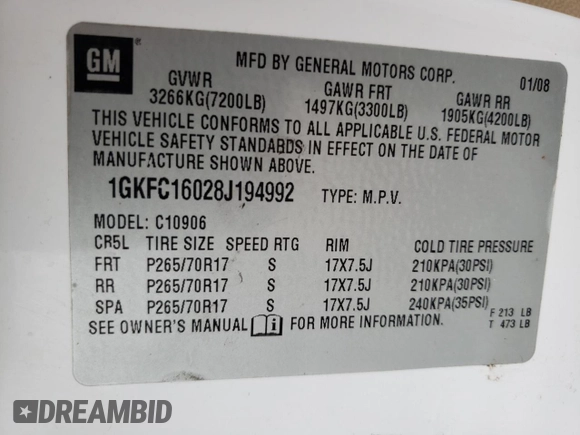 GM
MFD BY GENERAL MOTORS CORP.
01/08
GVWR GAWR FRT GAWR RR
3266KG(7200LB) 1497KG(3300LB) 1905KG(4200LB)
THIS VEHICLE CONFORMS TO ALL APPLICABLE U.S. FEDERAL MOTOR
VEHICLE SAFETY STANDARDS IN EFFECT ON THE DATE OF
MANUFACTURE SHOWN ABOVE.
1GKFC16028J194992 TYPE: M.P.V.
MODEL: C10906
CR5L TIRE SIZE SPEED RTG RIM COLD TIRE PRESSURE
FRT P265/70R17 S 17X7.5J 210KPA(30PSI)
RR P265/70R17 S 17X7.5J 210KPA(30PSI)
SPA P265/70R17 S 17X7.5J 240KPA(35PSI)
F 213 LB
SEE OWNER'S MANUAL FOR MORE INFORMATION. T 473 LB
DREAMBID